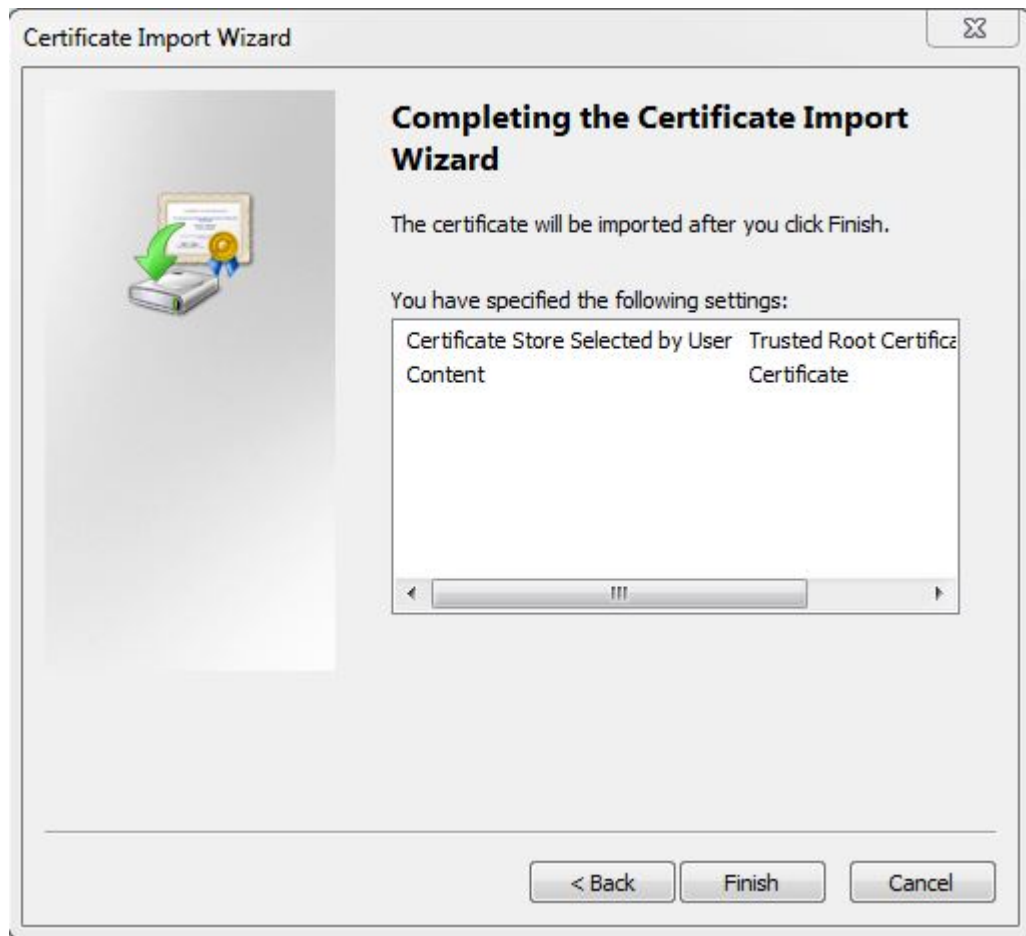 Certificate Import Wizard
Completing the Certificate Import
Wizard
The certificate will be imported after you click Finish.
You have specified the following settings:
Certificate Store Selected by User Trusted Root Certifica
Content Certificate
< Back Finish Cancel